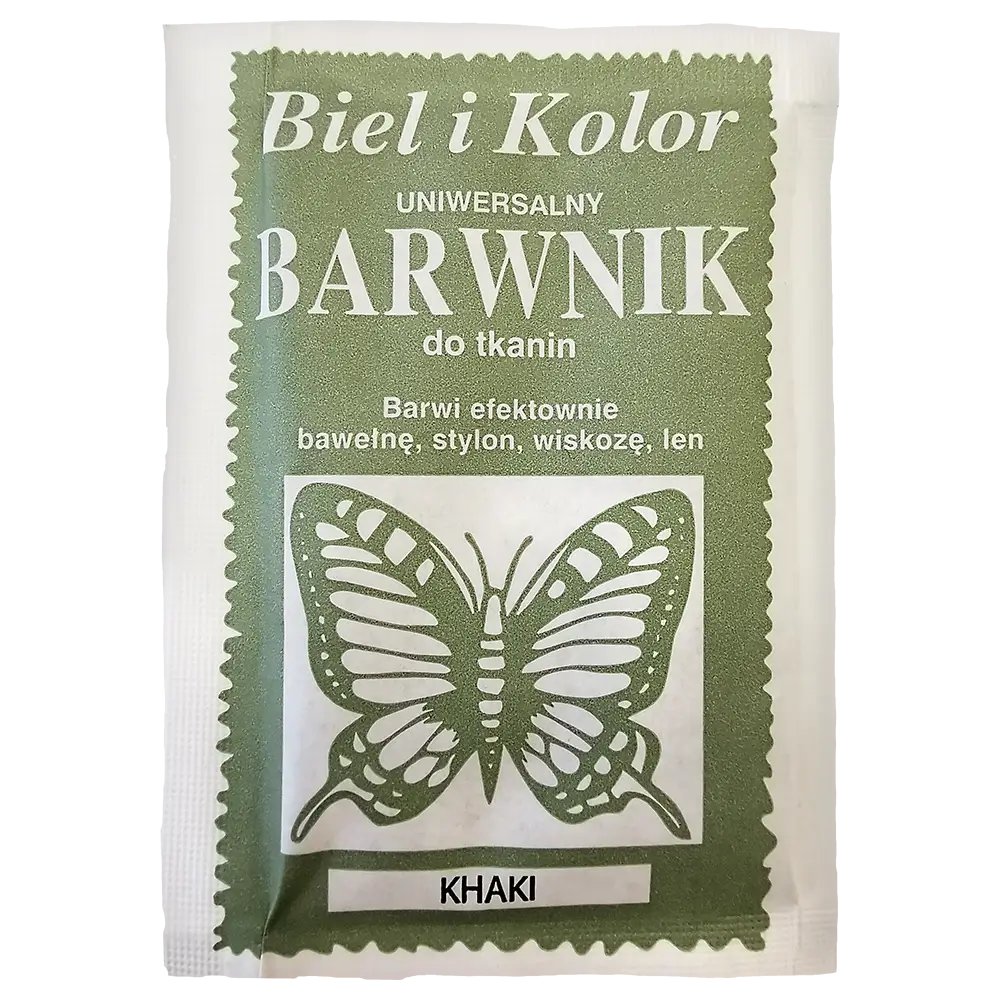 Biel i Kolor
UNIWERSALNY
BARWNIK
do tkanin
Barwi efektownie
bawełnę, stylon, wiskozę, len
KHAKI